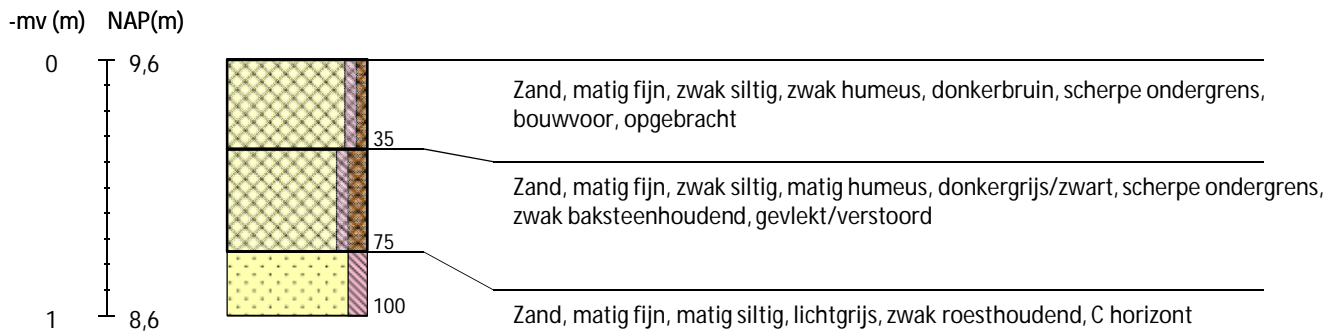 -mv (m) NAP(m)
0 9,6
Zand, matig fijn, zwak siltig, zwak humeus, donkerbruin, scherpe ondergrens,
bouwvoor, opgebracht
35
Zand, matig fijn, zwak siltig, matig humeus, donkergrijs/zwart, scherpe ondergrens,
zwak baksteenhoudend, gevlekt/verstoord
75
100
Zand, matig fijn, matig siltig, lichtgrijs, zwak roesthoudend, C horizont
1 8,6